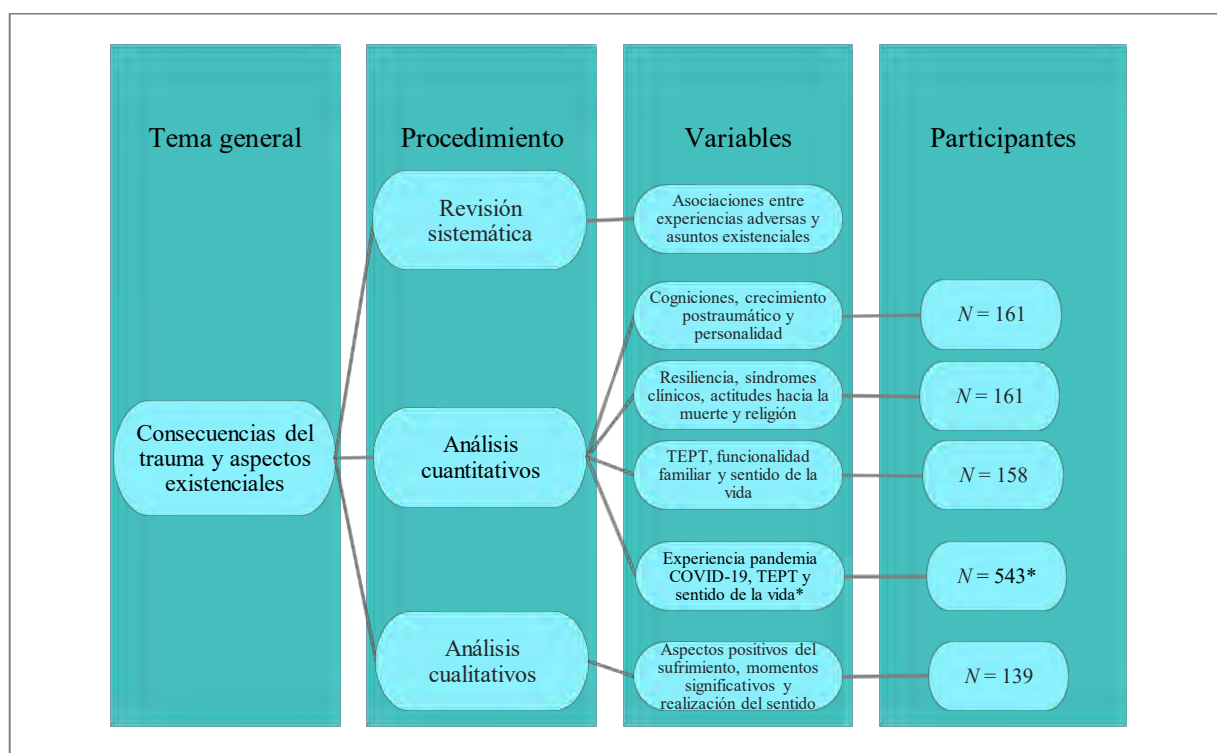 Tema general
Procedimiento
Variables
Participantes
Revisión
sistemática
Asociaciones entre
experiencias adversas y
asuntos existenciales
Cogniciones, crecimiento
postraumático y
personalidad
N = 161
Resiliencia, síndromes
clínicos, actitudes hacia la
muerte y religión
N = 161
Consecuencias del
trauma y aspectos
existenciales
Análisis
cuantitativos
TEPT, funcionalidad
familiar y sentido de la
vida
N = 158
Experiencia pandemia
COVID-19, TEPT y
sentido de la vida*
N = 543*
Análisis
cualitativos
Aspectos positivos del
sufrimiento, momentos
significativos y
realización del sentido
N = 139